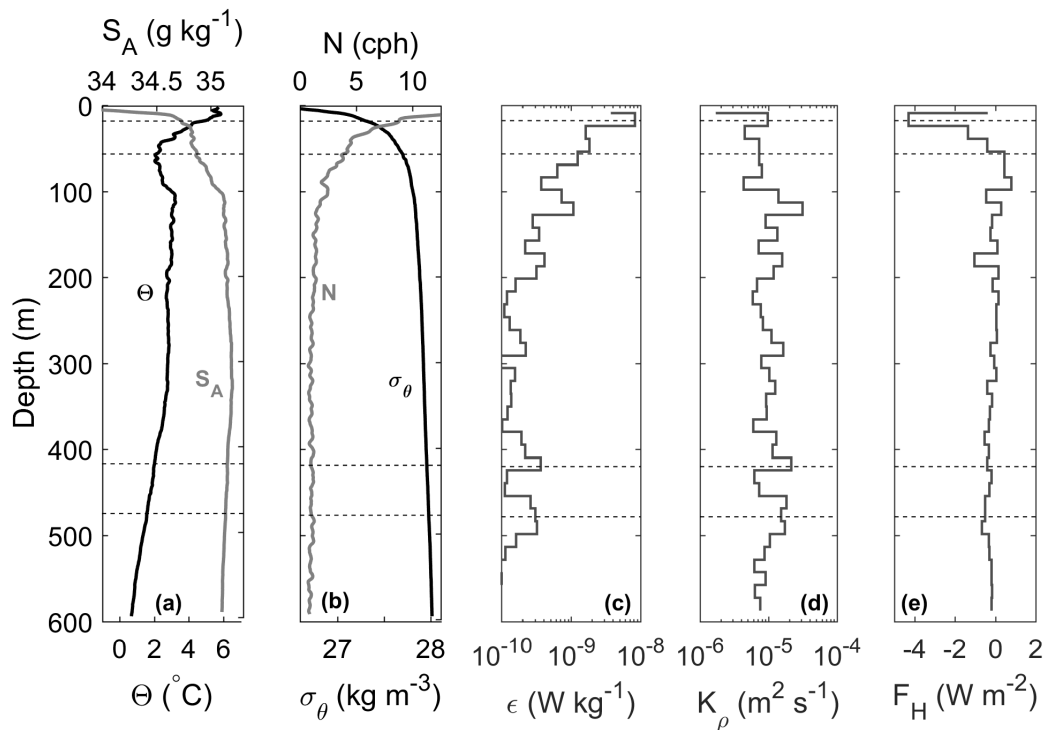 S_A (g kg⁻¹) N (cph)
34 34.5 35 0 5 10
0
100
200
300
400
500
600
Depth (m)
Θ
S_A
(a)
N
σ_θ
(b)
(c)
(d)
(e)
0 2 4 6 27 28 10⁻¹⁰ 10⁻⁹ 10⁻⁸ 10⁻⁶ 10⁻⁵ 10⁻⁴ -4 -2 0 2
Θ (°C) σ_θ (kg m⁻³) ϵ (W kg⁻¹) K_ρ (m² s⁻¹) F_H (W m⁻²)